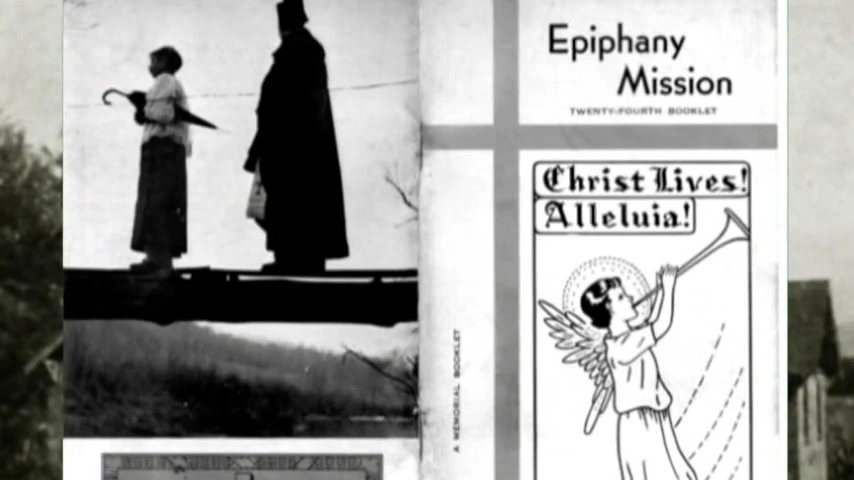 Epiphany
Mission
TWENTY-FOURTH BOOKLET
Christ Lives!
Alleluia!
A MEMORIAL BOOKLET